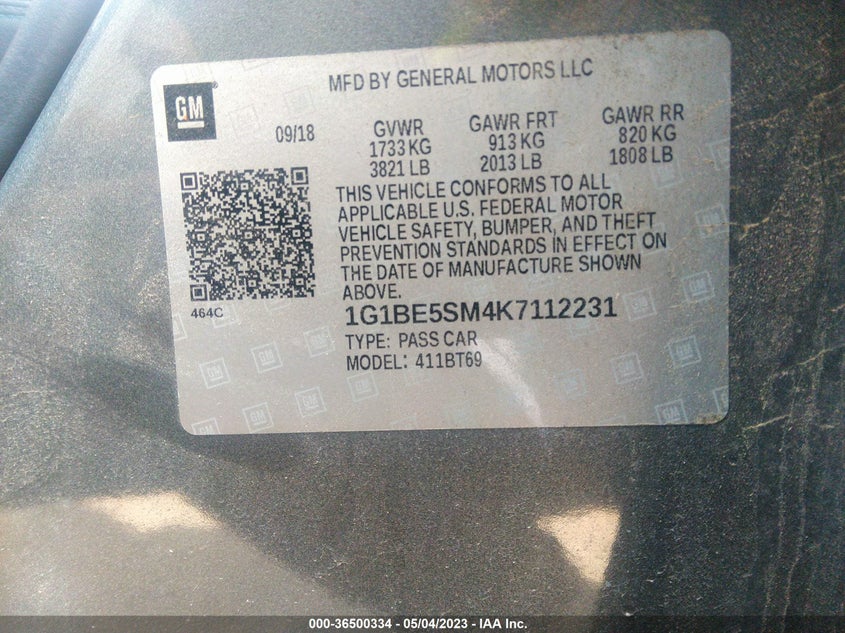 MFD BY GENERAL MOTORS LLC
GM
09/18
GVWR
1733 KG
3821 LB
GAWR FRT
913 KG
2013 LB
GAWR RR
820 KG
1808 LB
THIS VEHICLE CONFORMS TO ALL
APPLICABLE U.S. FEDERAL MOTOR
VEHICLE SAFETY, BUMPER, AND THEFT
PREVENTION STANDARDS IN EFFECT ON
THE DATE OF MANUFACTURE SHOWN
ABOVE.
464C
1G1BE5SM4K7112231
TYPE: PASS CAR
MODEL: 411BT69
000-36500334 - 05/04/2023 - IAA Inc.